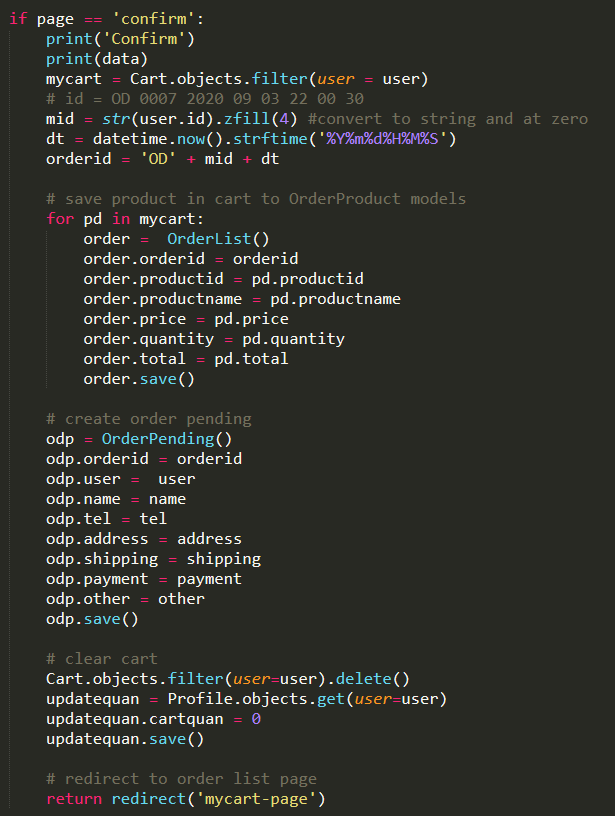 if page == 'confirm':
    print('Confirm')
    print(data)
    mycart = Cart.objects.filter(user = user)
    # id = OD 0007 2020 09 03 22 00 30
    mid = str(user.id).zfill(4) #convert to string and at zero
    dt = datetime.now().strftime('%Y%m%d%H%M%S')
    orderid = 'OD' + mid + dt

    # save product in cart to OrderProduct models
    for pd in mycart:
        order =  OrderList()
        order.orderid = orderid
        order.productid = pd.productid
        order.productname = pd.productname
        order.price = pd.price
        order.quantity = pd.quantity
        order.total = pd.total
        order.save()

    # create order pending
    odp = OrderPending()
    odp.orderid = orderid
    odp.user =  user
    odp.name = name
    odp.tel = tel
    odp.address = address
    odp.shipping = shipping
    odp.payment = payment
    odp.other = other
    odp.save()

    # clear cart
    Cart.objects.filter(user=user).delete()
    updatequan = Profile.objects.get(user=user)
    updatequan.cartquan = 0
    updatequan.save()

    # redirect to order list page
    return redirect('mycart-page')